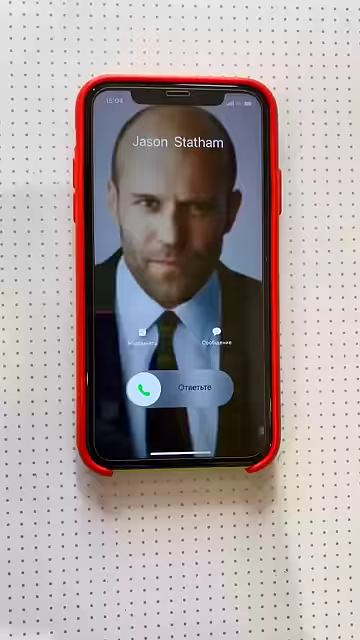 15:04
Jason Statham
Напомнить
Сообщение
Ответьте